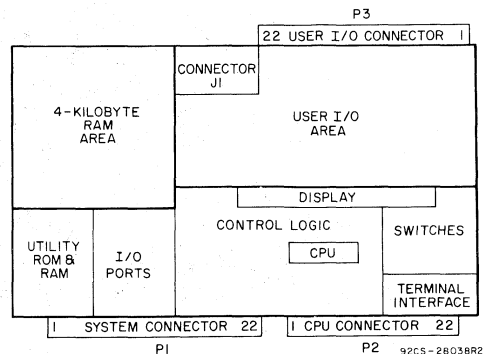 P3
22 USER I/O CONNECTOR 1
CONNECTOR
J1
4-KILOBYTE
RAM
AREA
USER I/O
AREA
DISPLAY
CONTROL LOGIC
CPU
SWITCHES
UTILITY
ROM &
RAM
I/O
PORTS
TERMINAL
INTERFACE
1 SYSTEM CONNECTOR 22
1 CPU CONNECTOR 22
P1
P2
92CS-28038R2